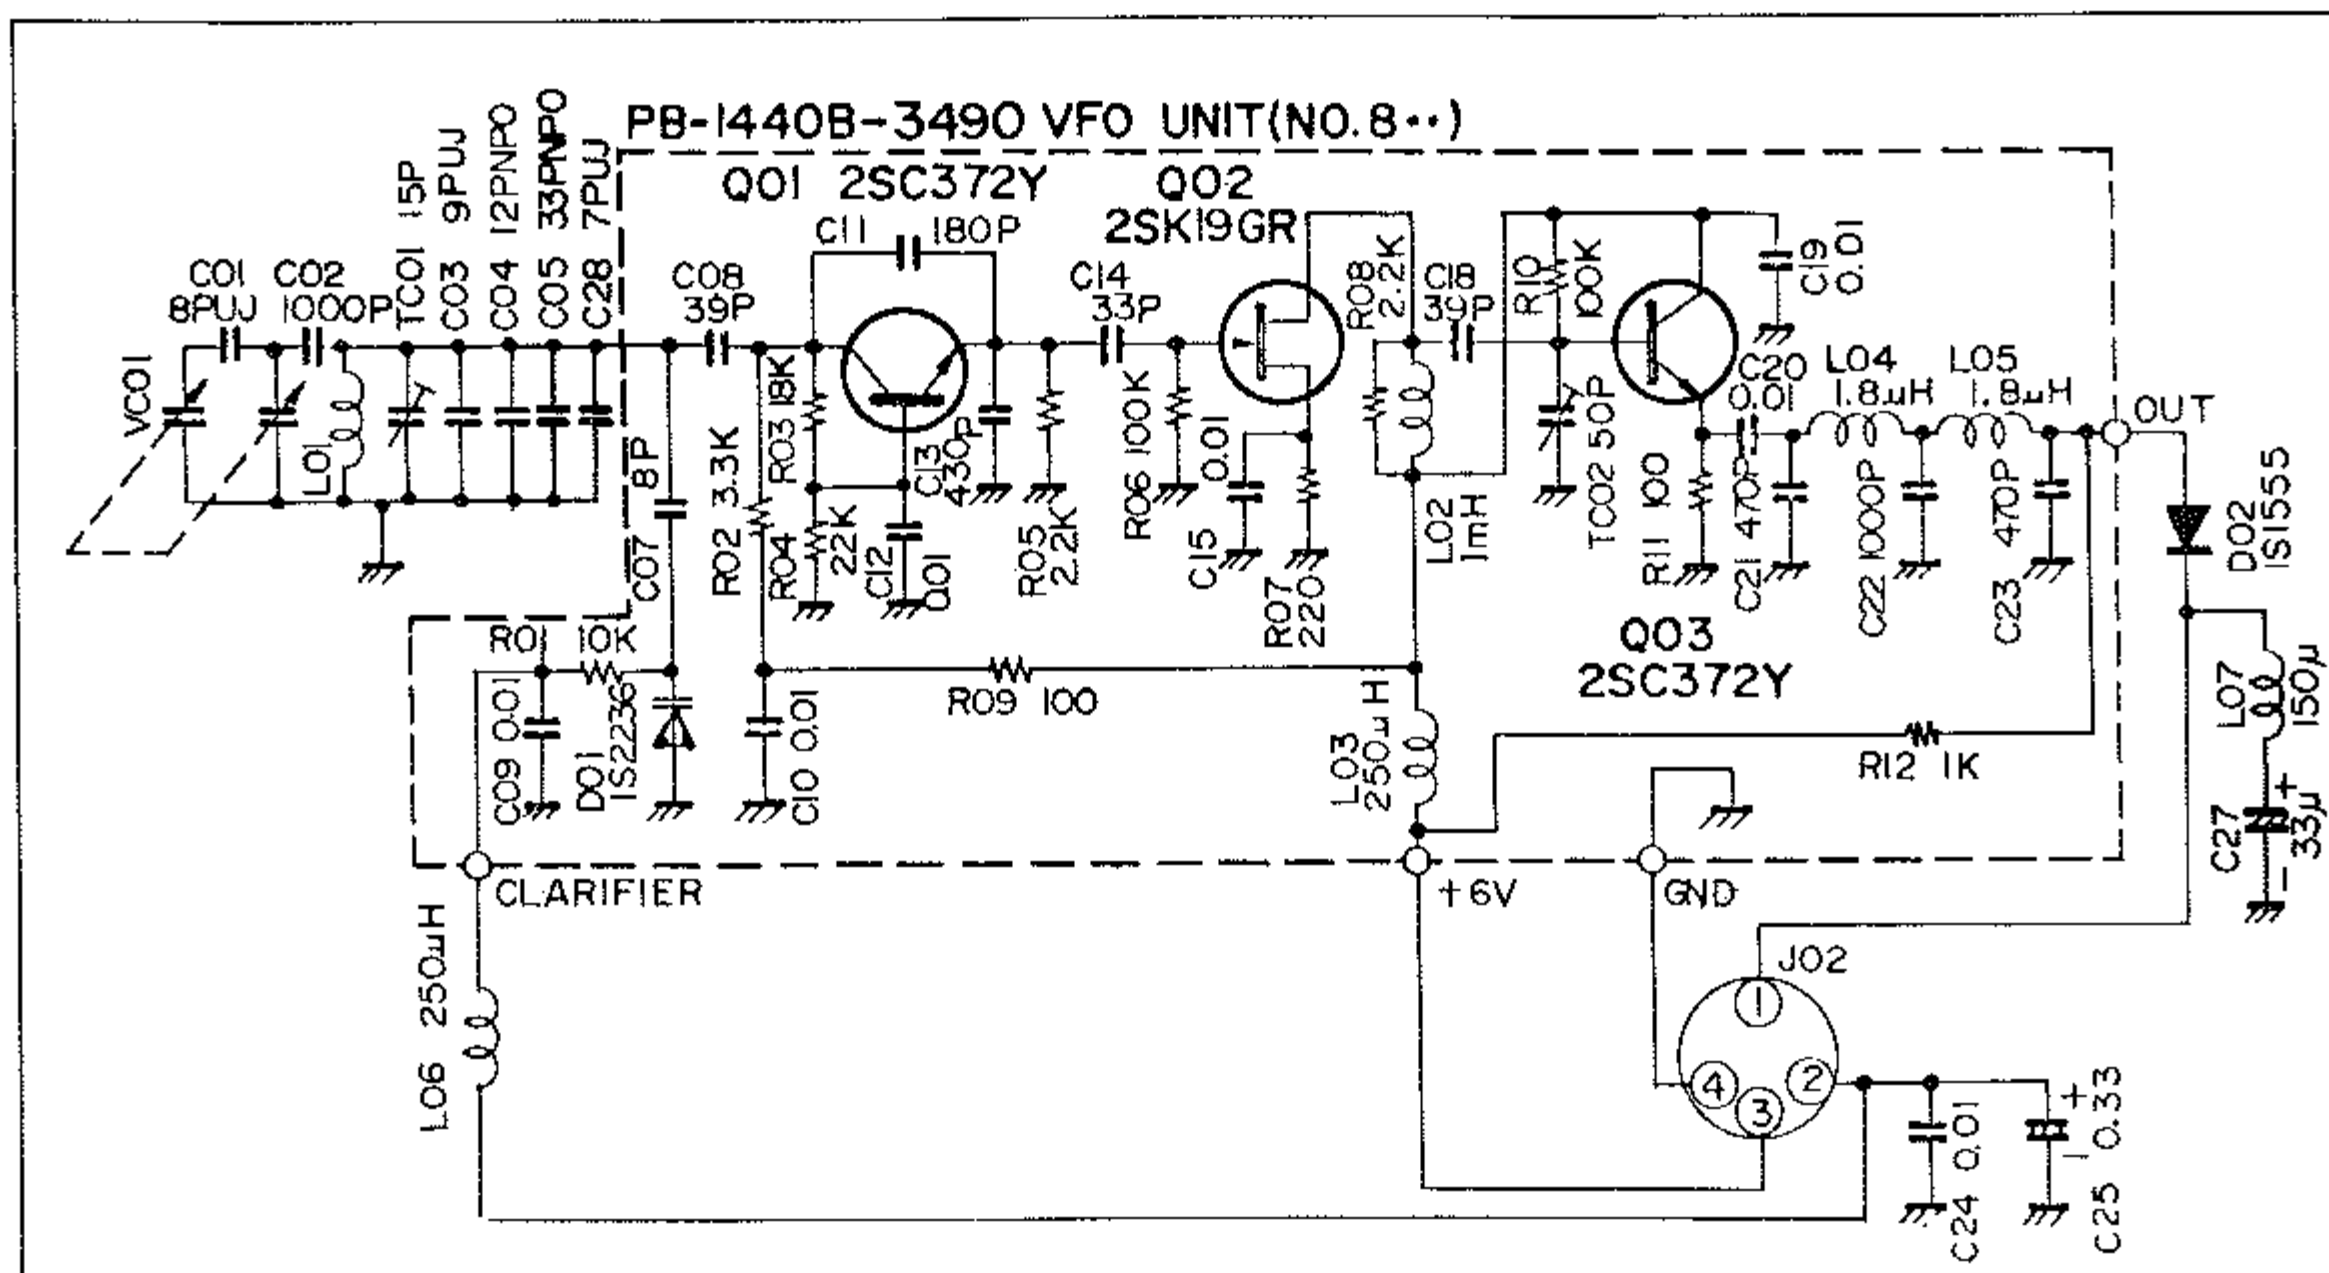 PB-1440B-3490 VFO UNIT(NO.8··)
Q01 2SC372Y
Q02
2SK19GR
C01
8PUJ
C02
1000P
TC01 15P
C03 9PUJ
C04 12PNPO
C05 33PNPO
C28 7PUJ
VC01
L01
C08
39P
C11 180P
C14
33P
R08
2.2K
C18
39P
R10
100K
C19
0.01
C07 8P
R02 3.3K
R03 18K
R04
22K
C12
0.01
C13
430P
R05
2.2K
R06 100K
C15
0.01
R07
220
L02
1mH
TC02 50P
R11 100
C20
0.01
C21 470P
L04
1.8μH
C22 1000P
L05
1.8μH
C23 470P
OUT
D02
1S1555
R01 10K
C09 0.01
D01
1S2236
C10 0.01
R09 100
Q03
2SC372Y
L03
250μH
R12 1K
L07
150μ
C27
+
33μ
-
CLARIFIER
+6V
GND
L06 250μH
J02
1
4
2
3
C24 0.01
+
-
C25 0.33